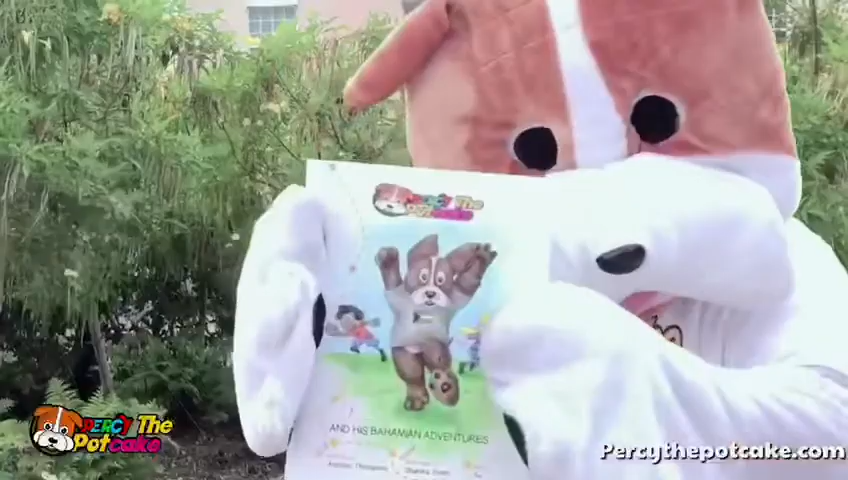 PERCY The
Potcake
AND HIS BAHAMIAN ADVENTURES
PERCY The
Potcake
Percythepotcake.com